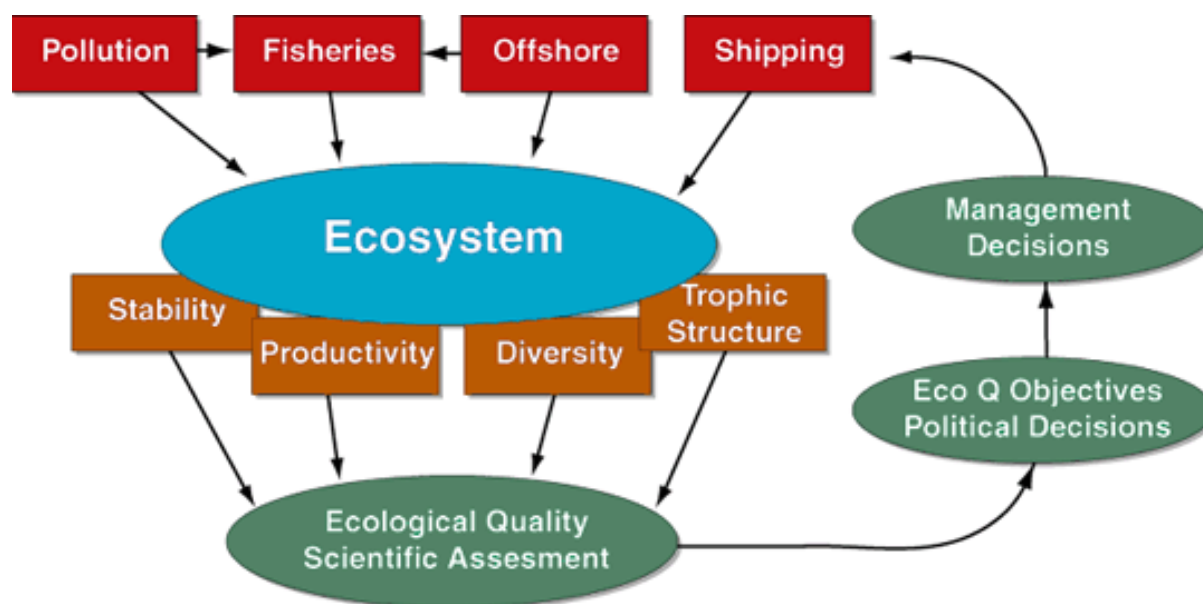 Pollution
Fisheries
Offshore
Shipping
Ecosystem
Management
Decisions
Stability
Productivity
Diversity
Trophic
Structure
Eco Q Objectives
Political Decisions
Ecological Quality
Scientific Assesment